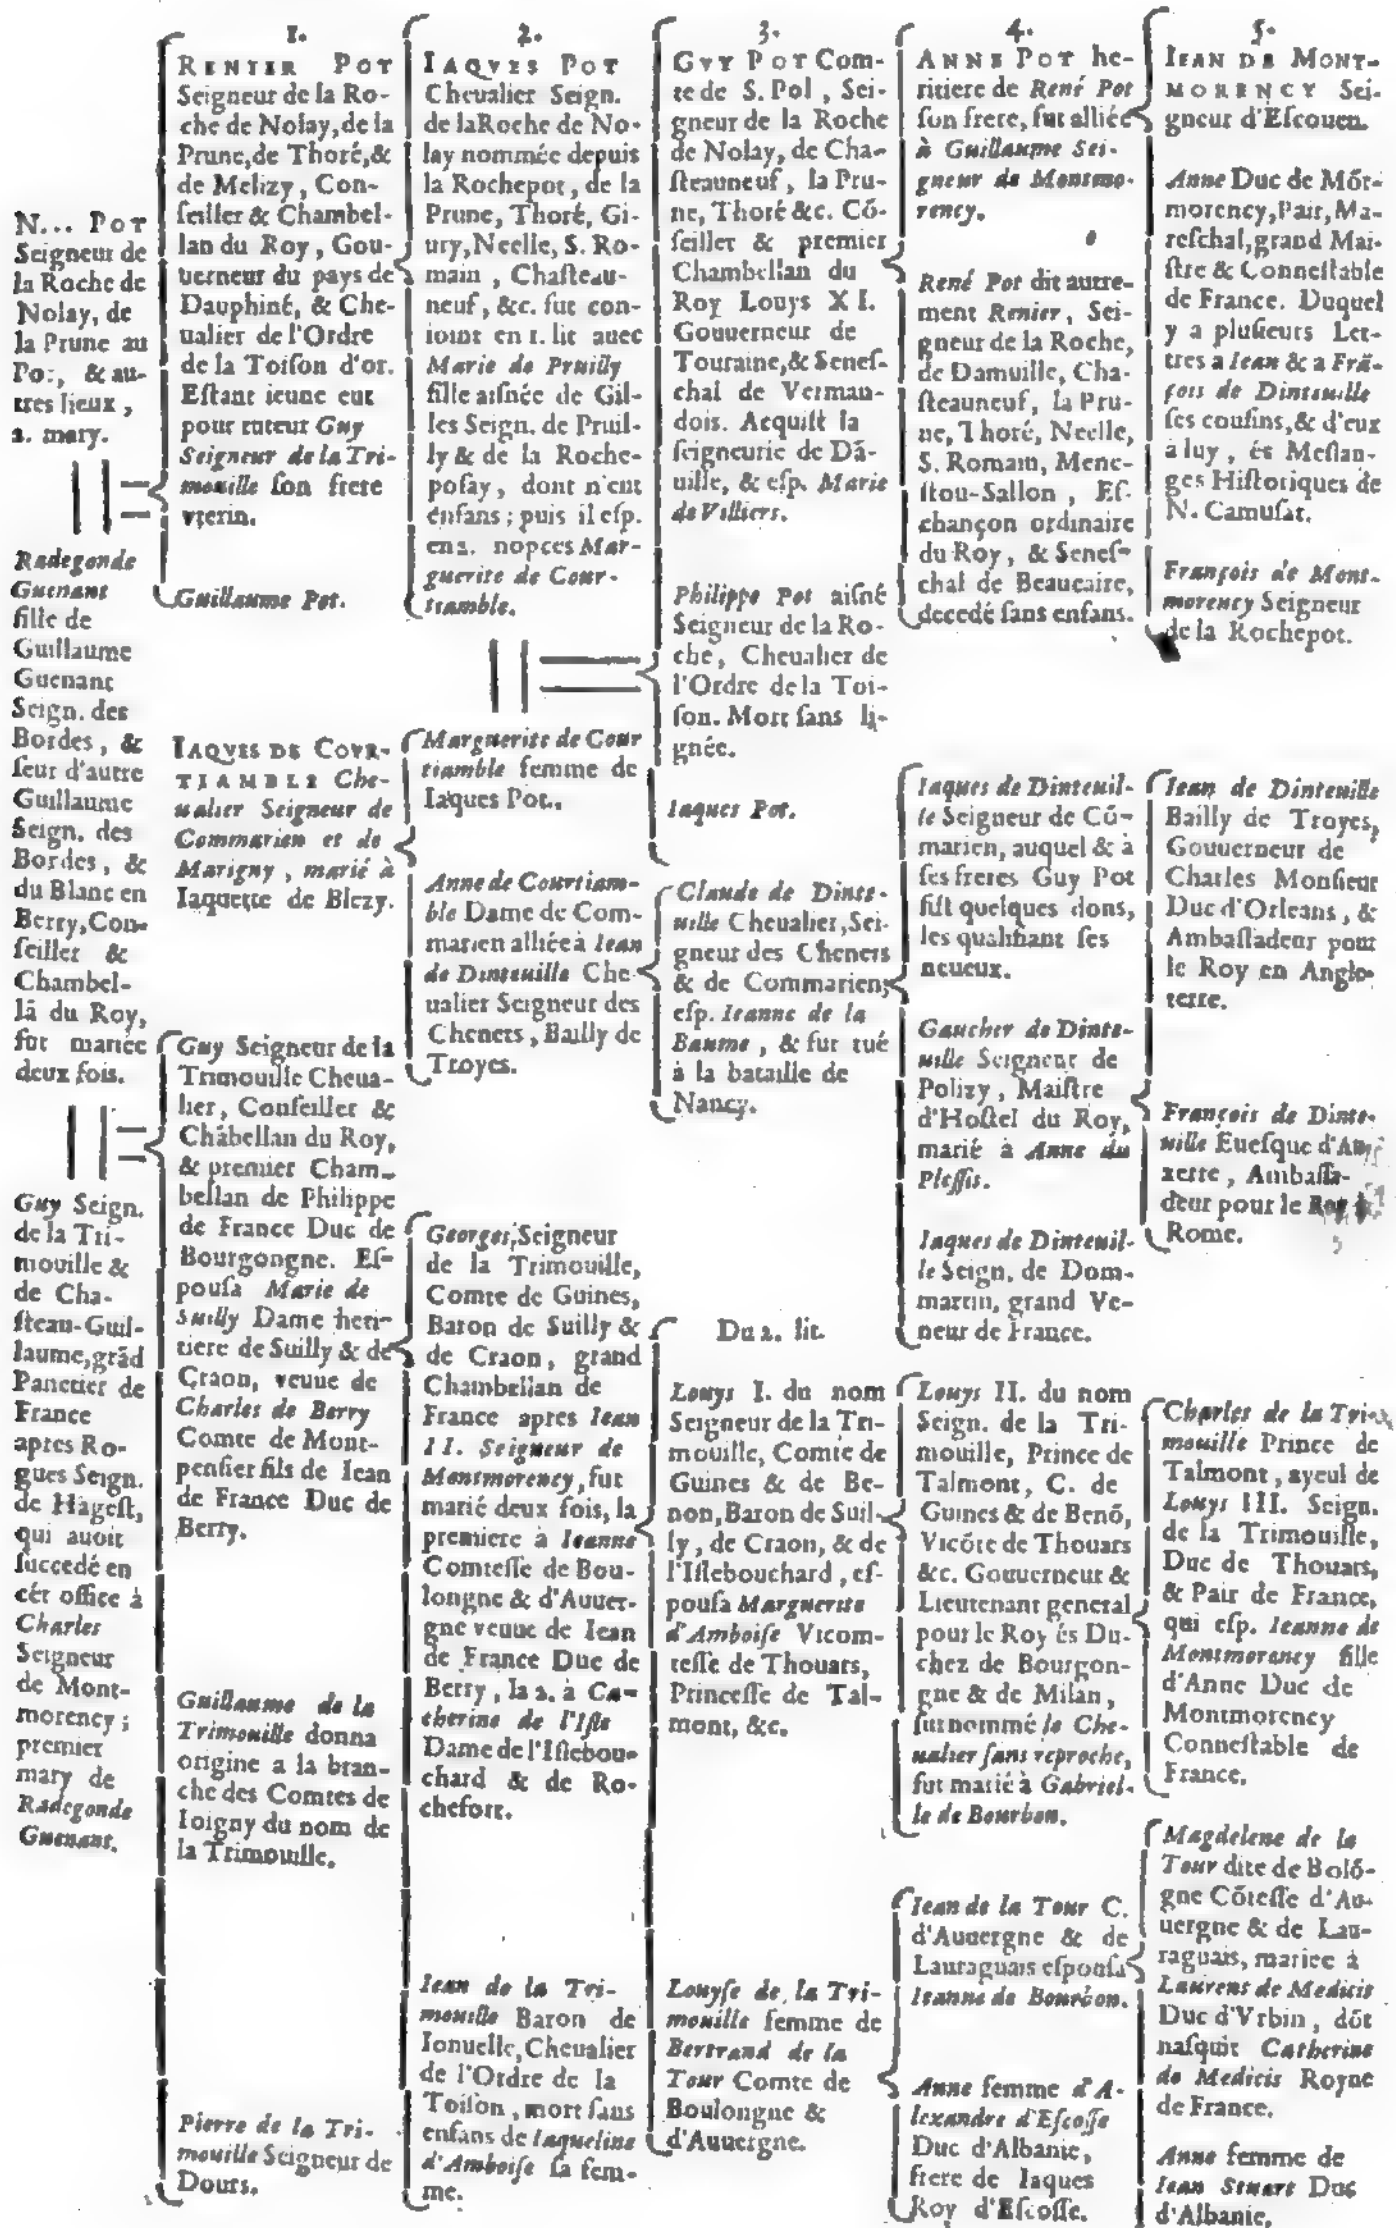 N... POT
Seigneur de
la Roche de
Nolay, de
la Prune au
Pot, & au-
tres lieux,
2. mary.
Radegonde
Guenant
fille de
Guillaume
Guenant
Seign. des
Bordes, &
seur d'autre
Guillaume
Seign. des
Bordes, &
du Blanc en
Berry, Con-
seiller &
Chambel-
lã du Roy,
fut mariée
deux fois.
Guy Seign.
de la Tri-
mouille &
de Cha-
steau-Guil-
laume, grãd
Panetier de
France
apres Ro-
gues Seign.
de Hãgest,
qui auoit
succedé en
cét office à
Charles
Seigneur
de Mont-
morency;
premier
mary de
Radegonde
Guenant.
1.
RENIER POT
Seigneur de la Ro-
che de Nolay, de la
Prune, de Thoré, &
de Melizy, Con-
seiller & Chambel-
lan du Roy, Gou-
uerneur du pays de
Dauphiné, & Che-
ualier de l'Ordre
de la Toison d'or.
Estant ieune eut
pour tuteur Guy
Seigneur de la Tri-
mouille son frere
vterin.
Guillaume Pot.
IAQVES DE COVR-
TIAMBLE Che-
ualier Seigneur de
Commarien et de
Marigny, marié à
Iaquette de Blezy.
Guy Seigneur de la
Trimouille Cheua-
lier, Conseiller &
Chãbellan du Roy,
& premier Cham-
bellan de Philippe
de France Duc de
Bourgongne. Es-
pousa Marie de
Suilly Dame heri-
tiere de Suilly & de
Craon, veuue de
Charles de Berry
Comte de Mont-
pensier fils de Iean
de France Duc de
Berry.
Guillaume de la
Trimouille donna
origine a la bran-
che des Comtes de
Ioigny du nom de
la Trimouille.
Pierre de la Tri-
mouille Seigneur de
Dours.
2.
IAQVES POT
Cheualier Seign.
de la Roche de No-
lay nommée depuis
la Rochepot, de la
Prune, Thoré, Gi-
ury, Neelle, S. Ro-
main, Chasteau-
neuf, &c. fut con-
ioint en 1. lit auec
Marie de Pruilly
fille aisnée de Gil-
les Seign. de Pruil-
ly & de la Roche-
posay, dont n'eut
enfans; puis il esp.
en 2. nopces Mar-
guerite de Cour-
tiamble.
Marguerite de Cour
tiamble femme de
Iaques Pot.
Anne de Courtiam-
ble Dame de Com-
marien alliée à Iean
de Dinteuille Che-
ualier Seigneur des
Chenets, Bailly de
Troyes.
Georges, Seigneur
de la Trimouille,
Comte de Guines,
Baron de Suilly &
de Craon, grand
Chambellan de
France apres Iean
II. Seigneur de
Montmorency, fut
marié deux fois, la
premiere à Ieanne
Comtesse de Bou-
longne & d'Auuer-
gne veuue de Iean
de France Duc de
Berry, la 2. à Ca-
therine de l'Isle
Dame de l'Islebou-
chard & de Ro-
chefort.
Iean de la Tri-
mouille Baron de
Ionuelle, Cheualier
de l'Ordre de la
Toison, mort sans
enfans de Iaqueline
d'Amboise sa fem-
me.
3.
GVY POT Com-
te de S. Pol, Sei-
gneur de la Roche
de Nolay, de Cha-
steauneuf, la Pru-
ne, Thoré &c. Cõ-
seiller & premier
Chambellan du
Roy Louys XI.
Gouuerneur de
Touraine, & Senes-
chal de Verman-
dois. Acquist la
seigneurie de Dã-
uille, & esp. Marie
de Villiers.
Philippe Pot aisné
Seigneur de la Ro-
che, Cheualier de
l'Ordre de la Toi-
son. Mort sans li-
gnée.
Iaques Pot.
Claude de Dinte-
uille Cheualier, Sei-
gneur des Chenets
& de Commarien,
esp. Ieanne de la
Baume, & fut tué
à la bataille de
Nancy.
Du 2. lit.
Louys I. du nom
Seigneur de la Tri-
mouille, Comte de
Guines & de Be-
non, Baron de Suil-
ly, de Craon, & de
l'Islebouchard, es-
pousa Marguerite
d'Amboise Vicom-
tesse de Thouars,
Princesse de Tal-
mont, &c.
Louyse de la Tri-
mouille femme de
Bertrand de la
Tour Comte de
Boulongne &
d'Auuergne.
4.
ANNE POT he-
ritiere de René Pot
son frere, fut alliée
à Guillaume Sei-
gneur de Montmo-
rency.
René Pot dit autre-
ment Renier, Sei-
gneur de la Roche,
de Damuille, Cha-
steauneuf, la Pru-
ne, Thoré, Neelle,
S. Romain, Mene-
stou-Sallon, Es-
chançon ordinaire
du Roy, & Senes-
chal de Beaucaire,
decedé sans enfans.
Iaques de Dinteuil-
le Seigneur de Cõ-
marien, auquel & à
ses freres Guy Pot
fist quelques dons,
les qualifiant ses
neueux.
Gaucher de Dinte-
uille Seigneur de
Polizy, Maistre
d'Hostel du Roy,
marié à Anne du
Plessis.
Iaques de Dinteuil-
le Seign. de Dom-
martin, grand Ve-
neur de France.
Louys II. du nom
Seign. de la Tri-
mouille, Prince de
Talmont, C. de
Guines & de Benõ,
Vicõte de Thouars
&c. Gouuerneur &
Lieutenant general
pour le Roy és Du-
chez de Bourgon-
gne & de Milan,
surnommé le Che-
ualier sans reproche,
fut marié à Gabriel-
le de Bourbon.
Iean de la Tour C.
d'Auuergne & de
Lauraguais espousa
Ieanne de Bourbon.
Anne femme d'A-
lexandre d'Escosse
Duc d'Albanie,
frere de Iaques
Roy d'Escosse.
5.
IEAN DE MONT-
MORENCY Sei-
gneur d'Escouen.
Anne Duc de Mõt-
morency, Pair, Ma-
reschal, grand Mai-
stre & Connestable
de France. Duquel
y a plusieurs Let-
tres a Iean & a Frã-
çois de Dinteuille
ses cousins, & d'eux
à luy, és Meslan-
ges Historiques de
N. Camusat.
François de Mont-
morency Seigneur
de la Rochepot.
Iean de Dinteuille
Bailly de Troyes,
Gouuerneur de
Charles Monsieur
Duc d'Orleans, &
Ambassadeur pour
le Roy en Angle-
terre.
François de Dinte-
uille Euesque d'Au-
xerre, Ambassa-
deur pour le Roy à
Rome.
Charles de la Tri-
mouille Prince de
Talmont, ayeul de
Louys III. Seign.
de la Trimouille,
Duc de Thouars,
& Pair de France,
qui esp. Ieanne de
Montmorency fille
d'Anne Duc de
Montmorency
Connestable de
France.
Magdelene de la
Tour dite de Bolõ-
gne Cõtesse d'Au-
uergne & de Lau-
raguais, mariee à
Laurens de Medicis
Duc d'Vrbin, dõt
nasquit Catherine
de Medicis Royne
de France.
Anne femme de
Iean Stuart Duc
d'Albanie.